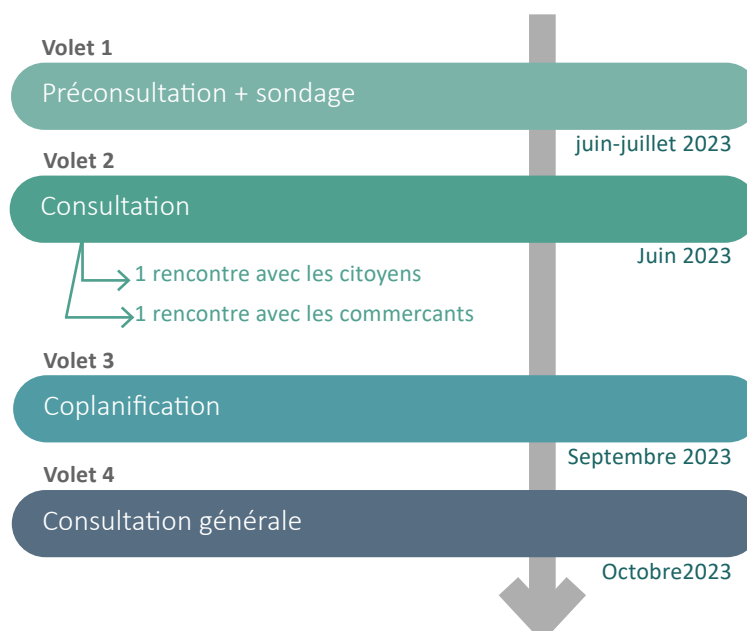 Volet 1
Préconsultation + sondage
juin-juillet 2023
Volet 2
Consultation
Juin 2023
1 rencontre avec les citoyens
1 rencontre avec les commercants
Volet 3
Coplanification
Septembre 2023
Volet 4
Consultation générale
Octobre2023